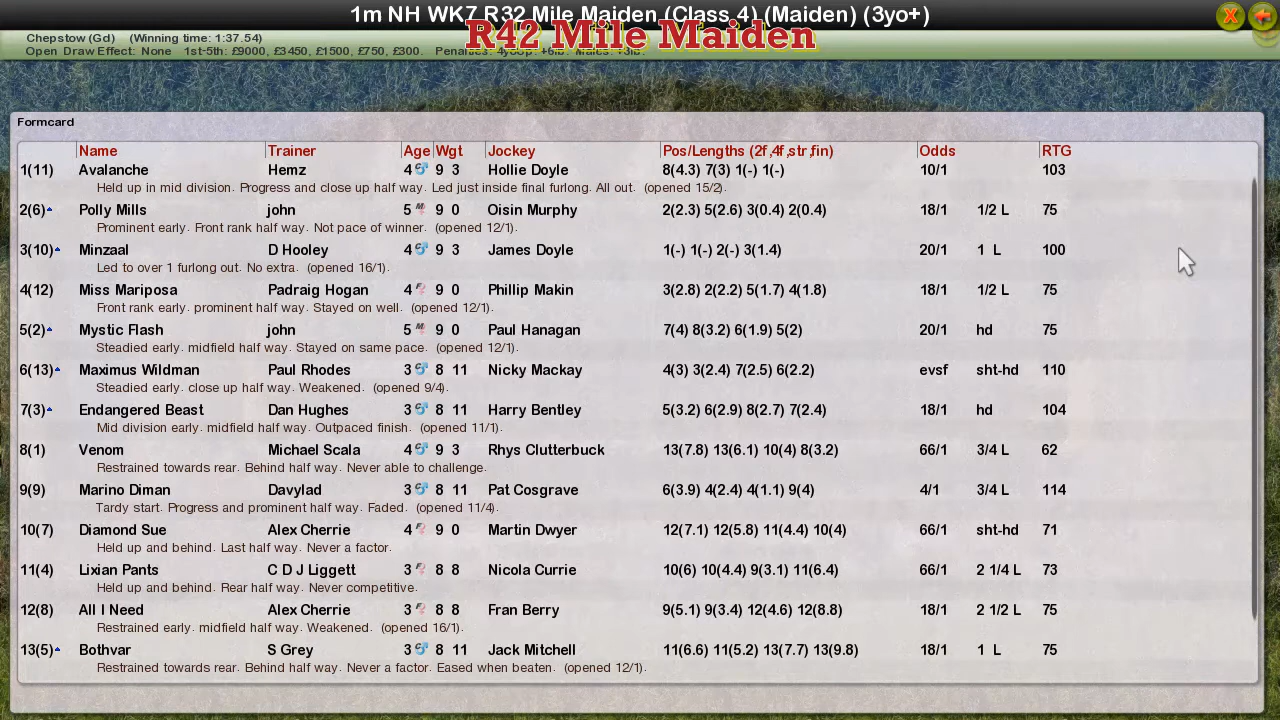 1m NH WK7 R32 Mile Maiden (Class 4) (Maiden) (3yo+)
R42 Mile Maiden
(Gd) (Winning time: 1:37.54)
Open Draw Effect: None 1st-5th: £9000, £3450, £1500, £750, £300.
Formcard
Name Trainer Age Wgt Jockey Pos/Lengths (2f,4f,str,fin) Odds RTG
1(11) Avalanche Hemz 4 9 3 Hollie Doyle 8(4.3) 7(3) 1(-) 1(-) 10/1 103
Held up in mid division. Progress and close up half way. Led just inside final furlong. All out. (opened 15/2).
2(6) Polly Mills john 5 9 0 Oisin Murphy 2(2.3) 5(2.6) 3(0.4) 2(0.4) 18/1 1/2 L 75
Prominent early. Front rank half way. Not pace of winner. (opened 12/1).
3(10) Minzaal D Hooley 4 9 3 James Doyle 1(-) 1(-) 2(-) 3(1.4) 20/1 1 L 100
Led to over 1 furlong out. No extra. (opened 16/1).
4(12) Miss Mariposa Padraig Hogan 4 9 0 Phillip Makin 3(2.8) 2(2.2) 5(1.7) 4(1.8) 18/1 1/2 L 75
Front rank early. prominent half way. Stayed on well. (opened 12/1).
5(2) Mystic Flash john 5 9 0 Paul Hanagan 7(4) 8(3.2) 6(1.9) 5(2) 20/1 hd 75
Steadied early. midfield half way. Stayed on same pace. (opened 12/1).
6(13) Maximus Wildman Paul Rhodes 3 8 11 Nicky Mackay 4(3) 3(2.4) 7(2.5) 6(2.2) evsf sht-hd 110
Steadied early. close up half way. Weakened. (opened 9/4).
7(3) Endangered Beast Dan Hughes 3 8 11 Harry Bentley 5(3.2) 6(2.9) 8(2.7) 7(2.4) 18/1 hd 104
Mid division early. midfield half way. Outpaced finish. (opened 11/1).
8(1) Venom Michael Scala 4 9 3 Rhys Clutterbuck 13(7.8) 13(6.1) 10(4) 8(3.2) 66/1 3/4 L 62
Restrained towards rear. Behind half way. Never able to challenge.
9(9) Marino Diman Davylad 3 8 11 Pat Cosgrave 6(3.9) 4(2.4) 4(1.1) 9(4) 4/1 3/4 L 114
Tardy start. Progress and prominent half way. Faded. (opened 11/4).
10(7) Diamond Sue Alex Cherrie 4 9 0 Martin Dwyer 12(7.1) 12(5.8) 11(4.4) 10(4) 66/1 sht-hd 71
Held up and behind. Last half way. Never a factor.
11(4) Lixian Pants C D J Liggett 3 8 8 Nicola Currie 10(6) 10(4.4) 9(3.1) 11(6.4) 66/1 2 1/4 L 73
Held up and behind. Rear half way. Never competitive.
12(8) All I Need Alex Cherrie 3 8 8 Fran Berry 9(5.1) 9(3.4) 12(4.6) 12(8.8) 18/1 2 1/2 L 75
Restrained early. midfield half way. Weakened. (opened 16/1).
13(5) Bothvar S Grey 3 8 11 Jack Mitchell 11(6.6) 11(5.2) 13(7.7) 13(9.8) 18/1 1 L 75
Restrained towards rear. Behind half way. Never a factor. Eased when beaten. (opened 12/1).